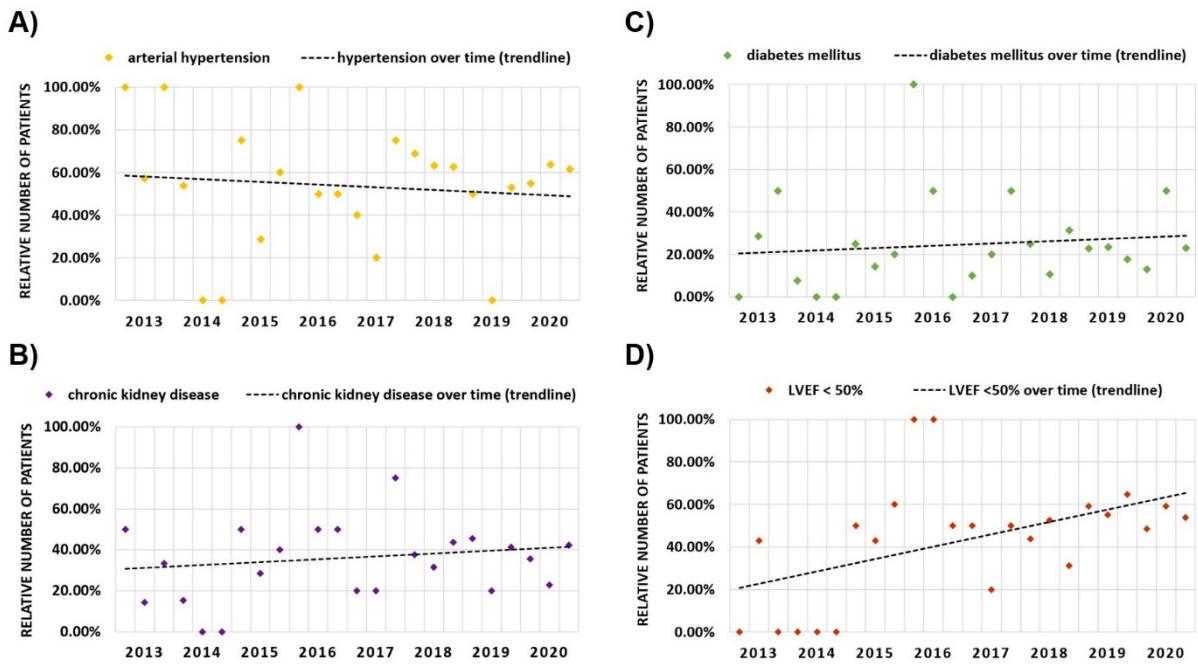 A)
arterial hypertension hypertension over time (trendline)
RELATIVE NUMBER OF PATIENTS
100.00%
80.00%
60.00%
40.00%
20.00%
0.00%
2013 2014 2015 2016 2017 2018 2019 2020
B)
chronic kidney disease chronic kidney disease over time (trendline)
RELATIVE NUMBER OF PATIENTS
100.00%
80.00%
60.00%
40.00%
20.00%
0.00%
2013 2014 2015 2016 2017 2018 2019 2020
C)
diabetes mellitus diabetes mellitus over time (trendline)
RELATIVE NUMBER OF PATIENTS
100.00%
80.00%
60.00%
40.00%
20.00%
0.00%
2013 2014 2015 2016 2017 2018 2019 2020
D)
LVEF < 50% LVEF <50% over time (trendline)
RELATIVE NUMBER OF PATIENTS
100.00%
80.00%
60.00%
40.00%
20.00%
0.00%
2013 2014 2015 2016 2017 2018 2019 2020